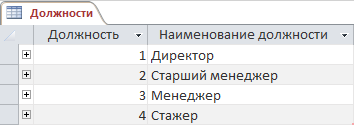 Должности
Должность Наименование должности
1 Директор
2 Старший менеджер
3 Менеджер
4 Стажер